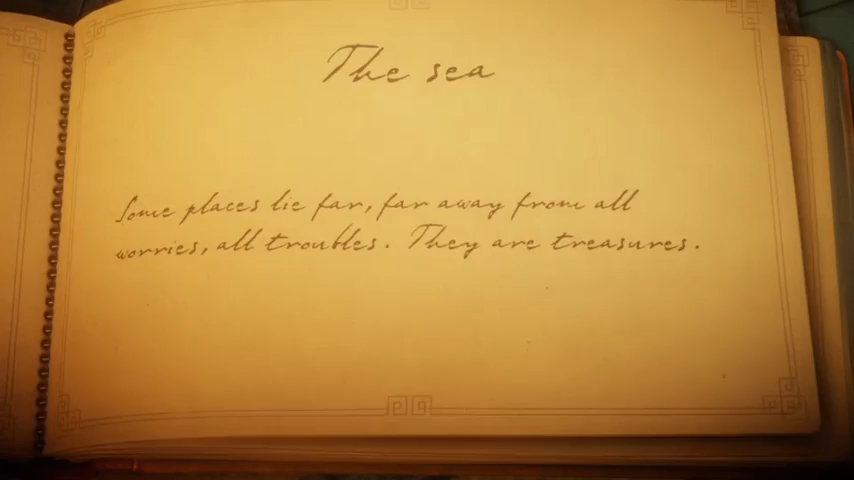 The sea
Some places lie far, far away from all
worries, all troubles. They are treasures.